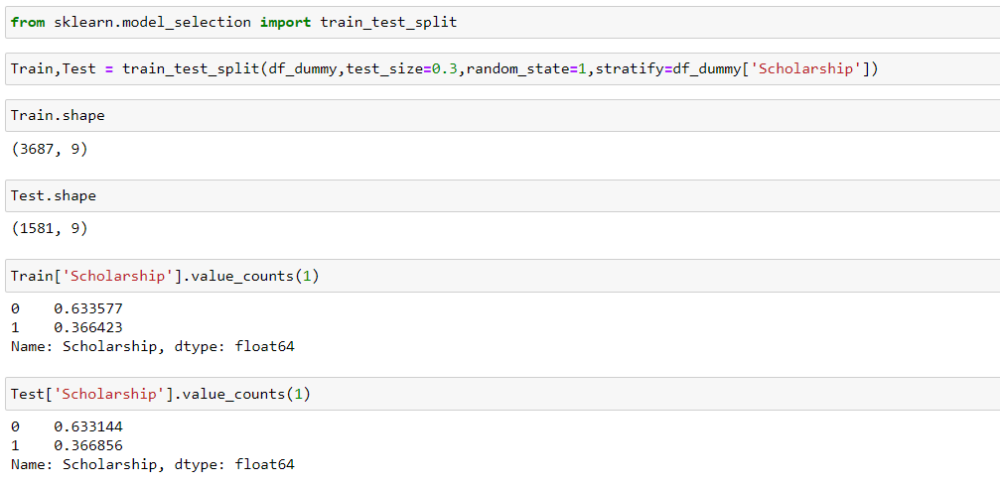 from sklearn.model_selection import train_test_split
Train,Test = train_test_split(df_dummy,test_size=0.3,random_state=1,stratify=df_dummy['Scholarship'])
Train.shape
(3687, 9)
Test.shape
(1581, 9)
Train['Scholarship'].value_counts(1)
0    0.633577
1    0.366423
Name: Scholarship, dtype: float64
Test['Scholarship'].value_counts(1)
0    0.633144
1    0.366856
Name: Scholarship, dtype: float64